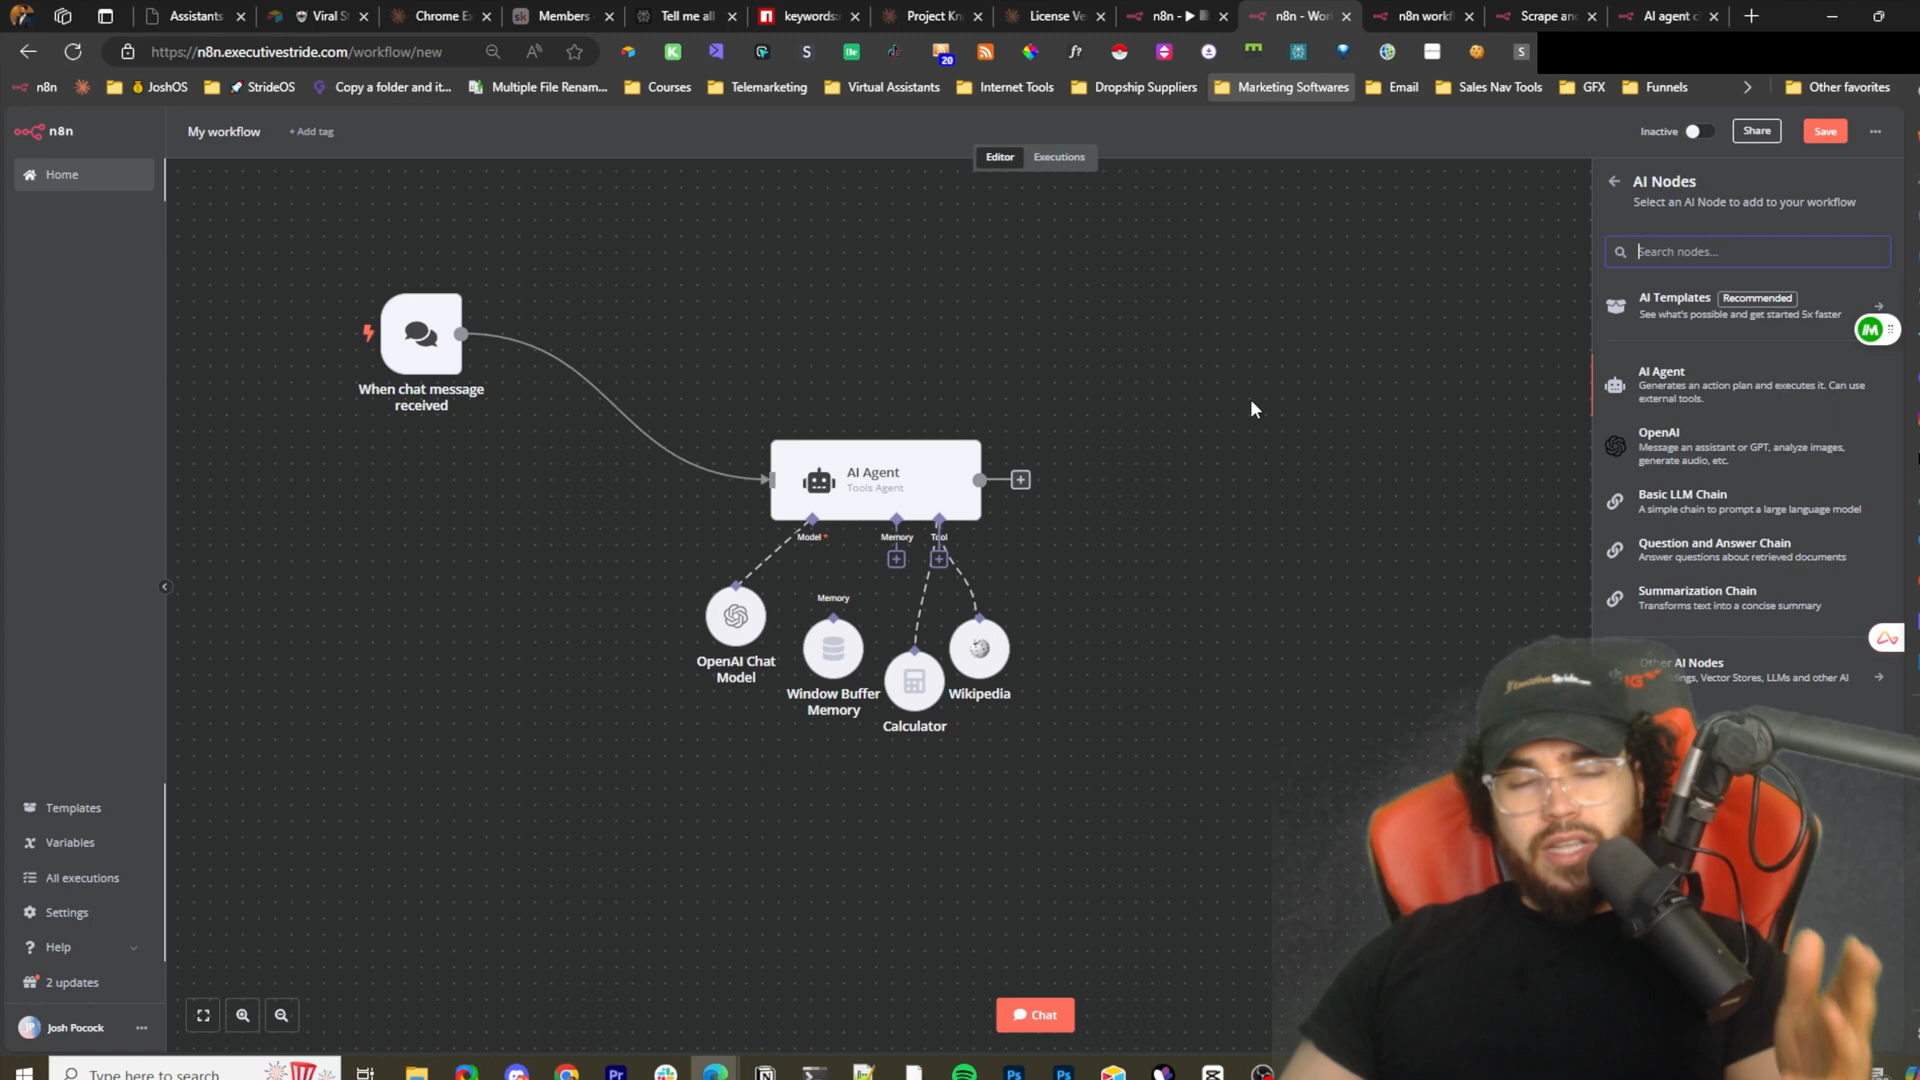 Assistants
Viral S
Chrome E
Members
Tell me all
keywords:
Project Kn
License Ve
n8n -
n8n - Wor
n8n workf
Scrape an
AI agent c
https://n8n.executivestride.com/workflow/new
20
n8n
JoshOS
StrideOS
Copy a folder and it...
Multiple File Renam...
Courses
Telemarketing
Virtual Assistants
Internet Tools
Dropship Suppliers
Marketing Softwares
Email
Sales Nav Tools
GFX
Funnels
Other favorites
n8n
My workflow
+ Add tag
Inactive
Share
Save
Editor
Executions
Home
AI Nodes
Select an AI Node to add to your workflow
Search nodes...
AI Templates
Recommended
See what's possible and get started 5x faster
AI Agent
Generates an action plan and executes it. Can use
external tools.
OpenAI
Message an assistant or GPT, analyze images,
generate audio, etc.
Basic LLM Chain
A simple chain to prompt a large language model
Question and Answer Chain
Answer questions about retrieved documents
Summarization Chain
Transforms text into a concise summary
Other AI Nodes
dings, Vector Stores, LLMs and other AI
When chat message
received
AI Agent
Tools Agent
Model *
Memory
Tool
Memory
OpenAI Chat
Model
Window Buffer
Memory
Calculator
Wikipedia
Templates
Variables
All executions
Settings
Help
2 updates
JP
Josh Pocock
Chat
Type here to search